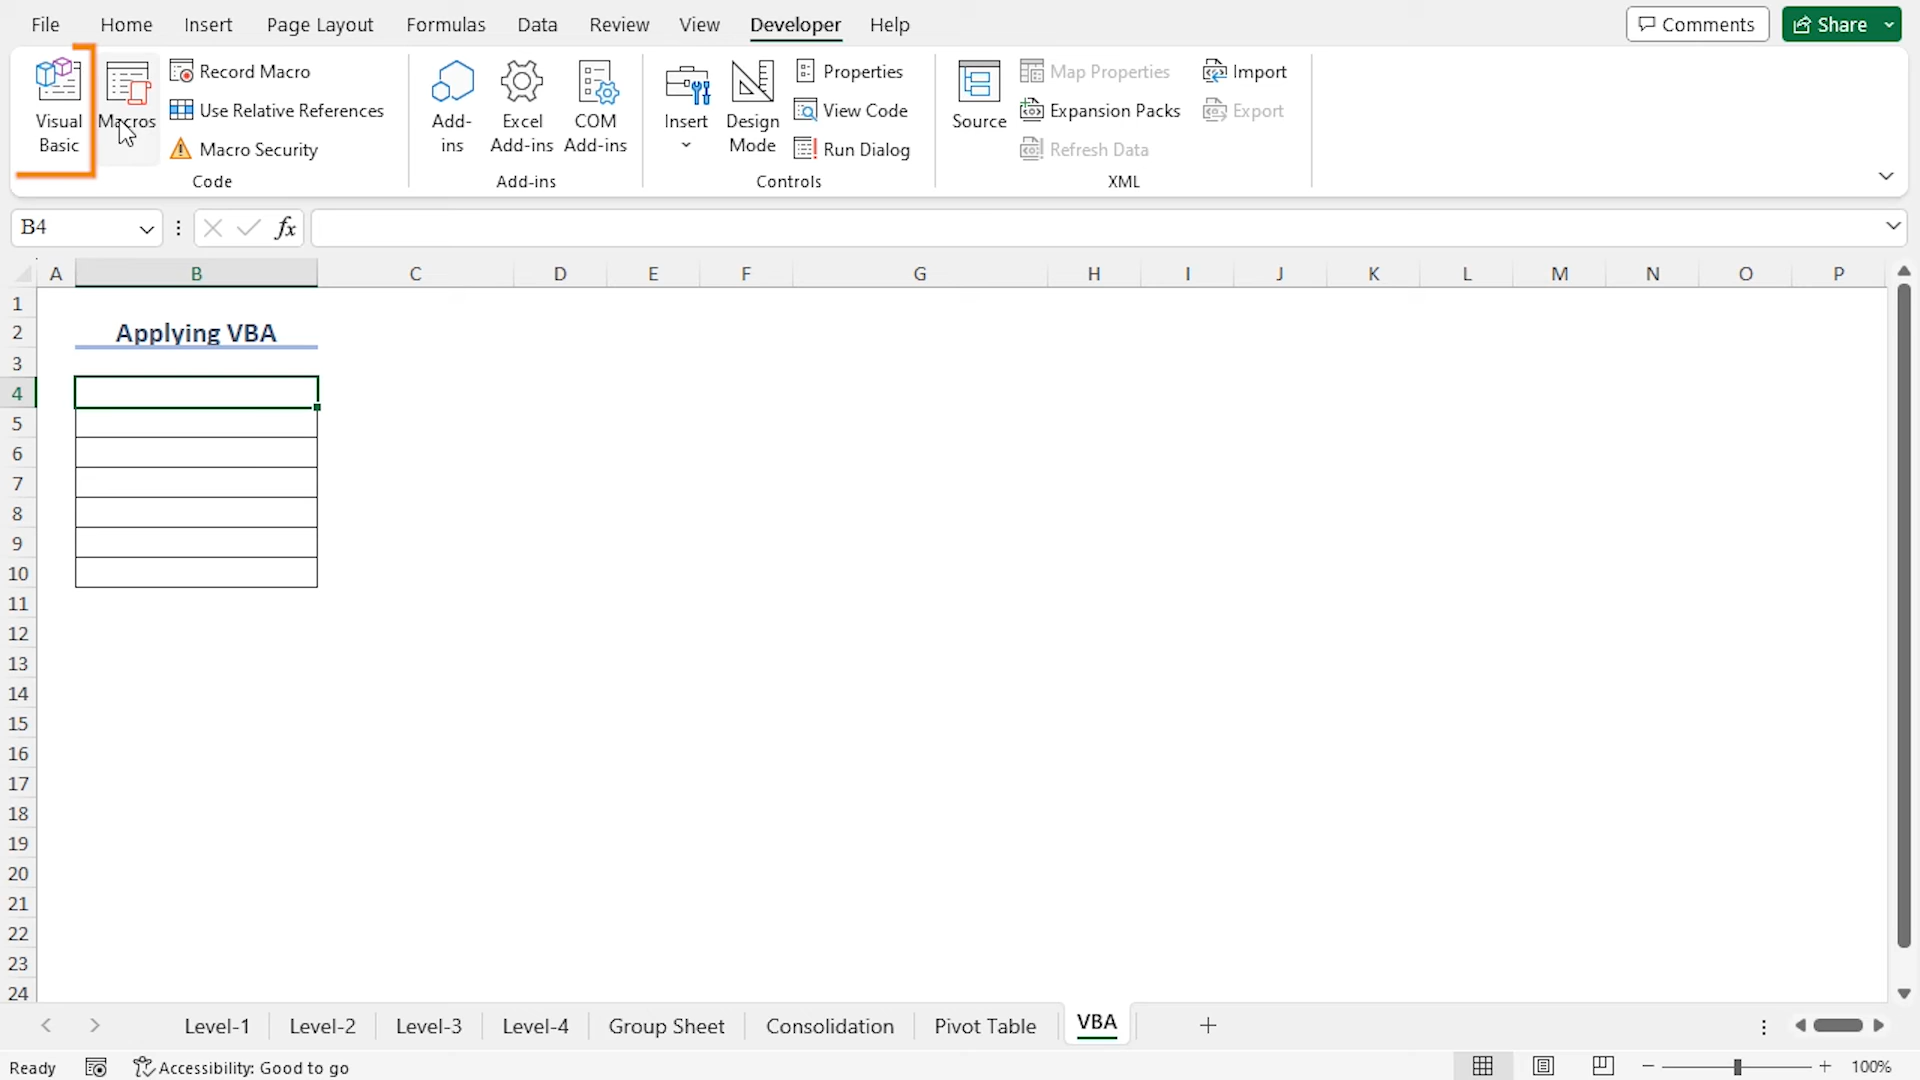 File Home Insert Page Layout Formulas Data Review View Developer Help Comments Share
Visual Basic
Macros
Record Macro
Use Relative References
Macro Security
Code
Add-ins
Excel Add-ins
COM Add-ins
Add-ins
Insert
Design Mode
Properties
View Code
Run Dialog
Controls
Source
Map Properties
Expansion Packs
Refresh Data
Import
Export
XML
B4 fx
A B C D E F G H I J K L M N O P
1
2 Applying VBA
3
4
5
6
7
8
9
10
11
12
13
14
15
16
17
18
19
20
21
22
23
24
Level-1 Level-2 Level-3 Level-4 Group Sheet Consolidation Pivot Table VBA
Ready Accessibility: Good to go 100%